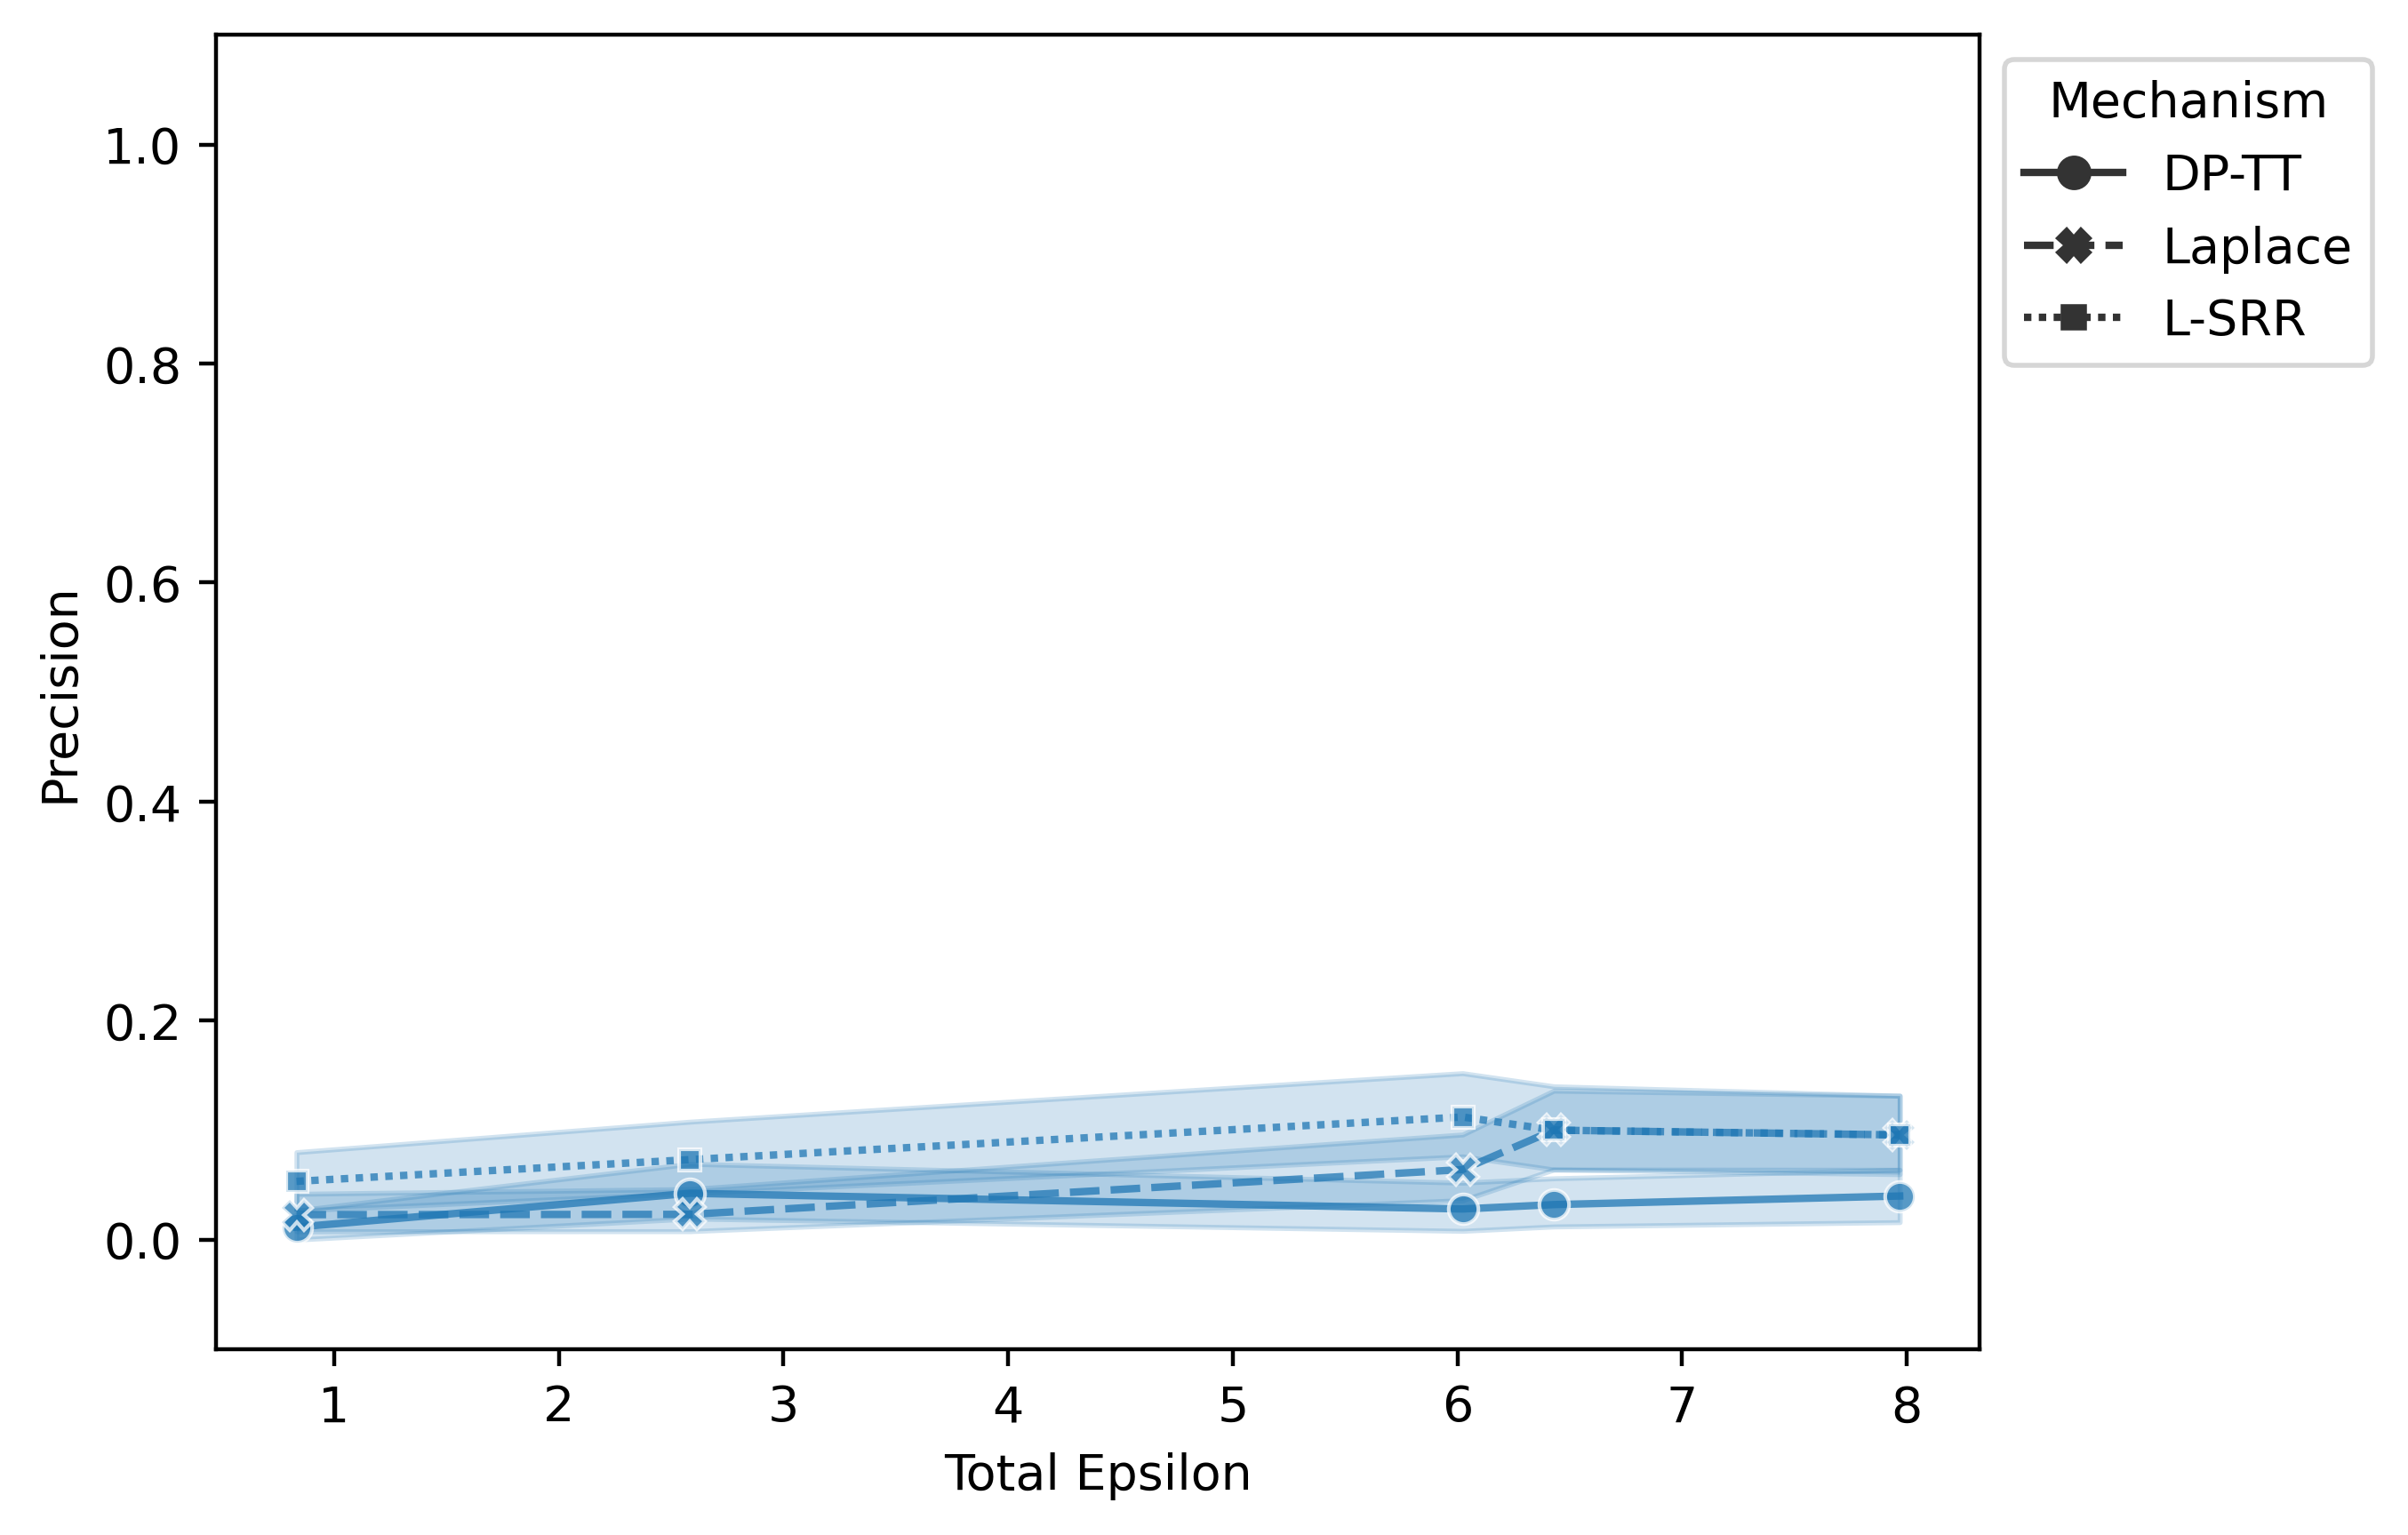 Mechanism
DP-TT
Laplace
L-SRR
Precision
1.0
0.8
0.6
0.4
0.2
0.0
1 2 3 4 5 6 7 8
Total Epsilon